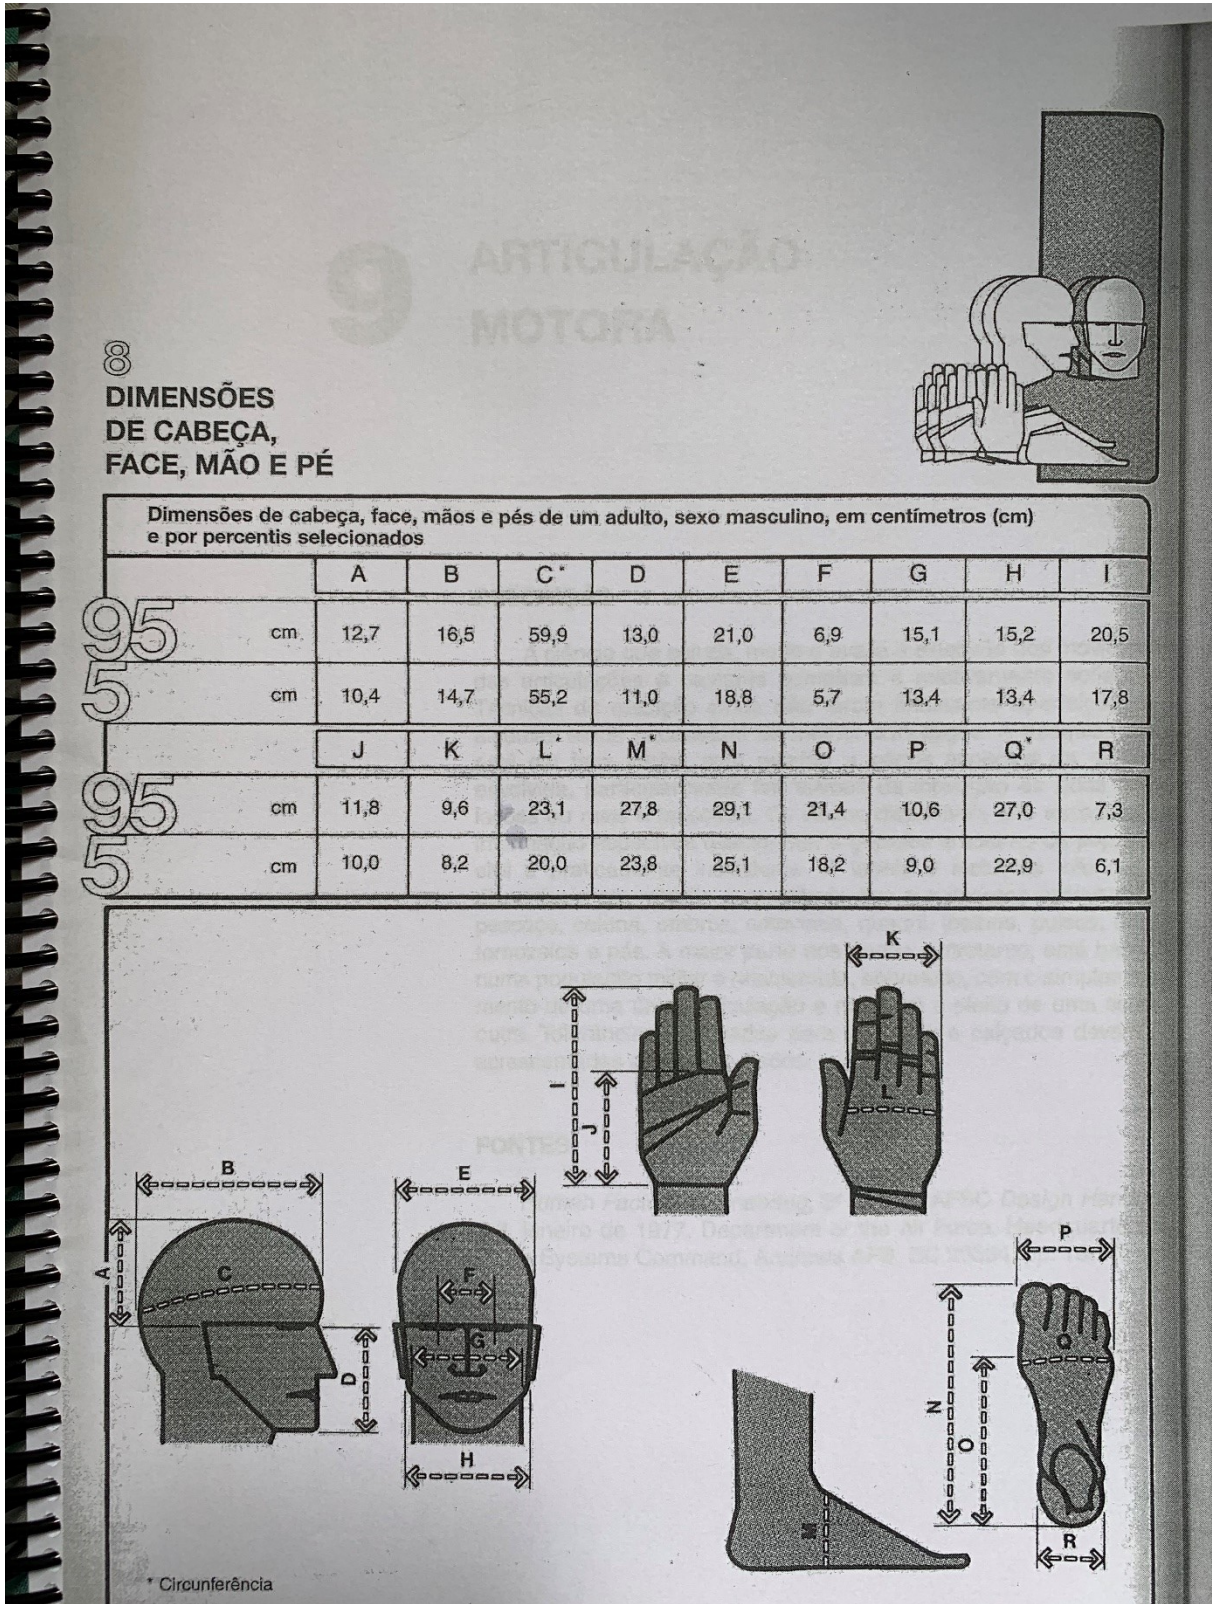 9 ARTICULAÇÃO
MOTORA
8
DIMENSÕES
DE CABEÇA,
FACE, MÃO E PÉ
Dimensões de cabeça, face, mãos e pés de um adulto, sexo masculino, em centímetros (cm)
e por percentis selecionados
A B C* D E F G H I
95 cm 12,7 16,5 59,9 13,0 21,0 6,9 15,1 15,2 20,5
5 cm 10,4 14,7 55,2 11,0 18,8 5,7 13,4 13,4 17,8
J K L* M* N O P Q* R
95 cm 11,8 9,6 23,1 27,8 29,1 21,4 10,6 27,0 7,3
5 cm 10,0 8,2 20,0 23,8 25,1 18,2 9,0 22,9 6,1
K
I
L
J
FONTES
B
E
P
A
C
F
G
Q
D
N
O
H
M
R
* Circunferência